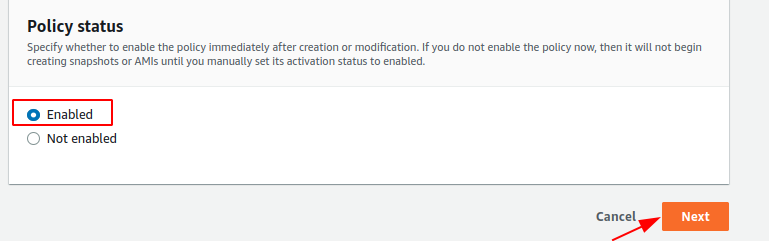 Policy status
Specify whether to enable the policy immediately after creation or modification. If you do not enable the policy now, then it will not begin
creating snapshots or AMIs until you manually set its activation status to enabled.
Enabled
Not enabled
Cancel Next